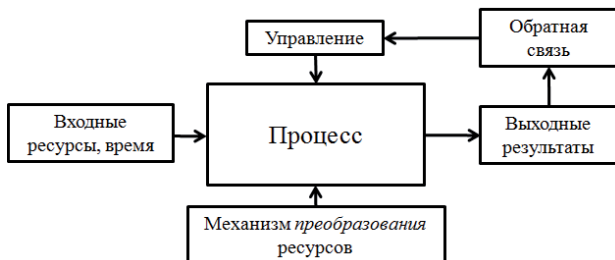 Управление
Обратная
связь
Входные
ресурсы, время
Процесс
Выходные
результаты
Механизм преобразования
ресурсов